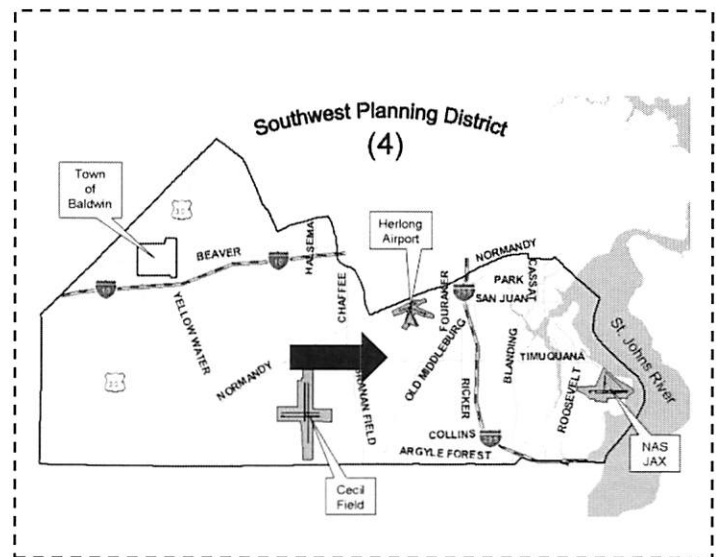 Southwest Planning District
(4)
Town
of
Baldwin
Herlong
Airport
BEAVER
HALSEMA
NORMANDY
CASSAT
PARK
SAN JUAN
FOURAKER
CHAFFEE
YELLOW WATER
OLD MIDDLEBURG
BLANDING
TIMUQUANA
St. Johns River
NORMANDY
RICKER
ROOSEVELT
COLLINS
ARGYLE FOREST
NAS
JAX
Cecil
Field